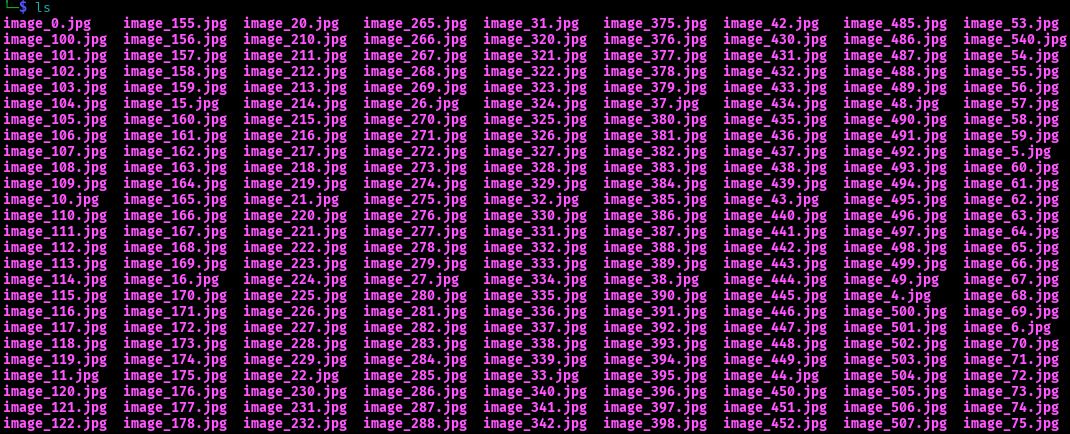 └─$ ls
image_0.jpg image_155.jpg image_20.jpg image_265.jpg image_31.jpg image_375.jpg image_42.jpg image_485.jpg image_53.jpg
image_100.jpg image_156.jpg image_210.jpg image_266.jpg image_320.jpg image_376.jpg image_430.jpg image_486.jpg image_540.jpg
image_101.jpg image_157.jpg image_211.jpg image_267.jpg image_321.jpg image_377.jpg image_431.jpg image_487.jpg image_54.jpg
image_102.jpg image_158.jpg image_212.jpg image_268.jpg image_322.jpg image_378.jpg image_432.jpg image_488.jpg image_55.jpg
image_103.jpg image_159.jpg image_213.jpg image_269.jpg image_323.jpg image_379.jpg image_433.jpg image_489.jpg image_56.jpg
image_104.jpg image_15.jpg image_214.jpg image_26.jpg image_324.jpg image_37.jpg image_434.jpg image_48.jpg image_57.jpg
image_105.jpg image_160.jpg image_215.jpg image_270.jpg image_325.jpg image_380.jpg image_435.jpg image_490.jpg image_58.jpg
image_106.jpg image_161.jpg image_216.jpg image_271.jpg image_326.jpg image_381.jpg image_436.jpg image_491.jpg image_59.jpg
image_107.jpg image_162.jpg image_217.jpg image_272.jpg image_327.jpg image_382.jpg image_437.jpg image_492.jpg image_5.jpg
image_108.jpg image_163.jpg image_218.jpg image_273.jpg image_328.jpg image_383.jpg image_438.jpg image_493.jpg image_60.jpg
image_109.jpg image_164.jpg image_219.jpg image_274.jpg image_329.jpg image_384.jpg image_439.jpg image_494.jpg image_61.jpg
image_10.jpg image_165.jpg image_21.jpg image_275.jpg image_32.jpg image_385.jpg image_43.jpg image_495.jpg image_62.jpg
image_110.jpg image_166.jpg image_220.jpg image_276.jpg image_330.jpg image_386.jpg image_440.jpg image_496.jpg image_63.jpg
image_111.jpg image_167.jpg image_221.jpg image_277.jpg image_331.jpg image_387.jpg image_441.jpg image_497.jpg image_64.jpg
image_112.jpg image_168.jpg image_222.jpg image_278.jpg image_332.jpg image_388.jpg image_442.jpg image_498.jpg image_65.jpg
image_113.jpg image_169.jpg image_223.jpg image_279.jpg image_333.jpg image_389.jpg image_443.jpg image_499.jpg image_66.jpg
image_114.jpg image_16.jpg image_224.jpg image_27.jpg image_334.jpg image_38.jpg image_444.jpg image_49.jpg image_67.jpg
image_115.jpg image_170.jpg image_225.jpg image_280.jpg image_335.jpg image_390.jpg image_445.jpg image_4.jpg image_68.jpg
image_116.jpg image_171.jpg image_226.jpg image_281.jpg image_336.jpg image_391.jpg image_446.jpg image_500.jpg image_69.jpg
image_117.jpg image_172.jpg image_227.jpg image_282.jpg image_337.jpg image_392.jpg image_447.jpg image_501.jpg image_6.jpg
image_118.jpg image_173.jpg image_228.jpg image_283.jpg image_338.jpg image_393.jpg image_448.jpg image_502.jpg image_70.jpg
image_119.jpg image_174.jpg image_229.jpg image_284.jpg image_339.jpg image_394.jpg image_449.jpg image_503.jpg image_71.jpg
image_11.jpg image_175.jpg image_22.jpg image_285.jpg image_33.jpg image_395.jpg image_44.jpg image_504.jpg image_72.jpg
image_120.jpg image_176.jpg image_230.jpg image_286.jpg image_340.jpg image_396.jpg image_450.jpg image_505.jpg image_73.jpg
image_121.jpg image_177.jpg image_231.jpg image_287.jpg image_341.jpg image_397.jpg image_451.jpg image_506.jpg image_74.jpg
image_122.jpg image_178.jpg image_232.jpg image_288.jpg image_342.jpg image_398.jpg image_452.jpg image_507.jpg image_75.jpg